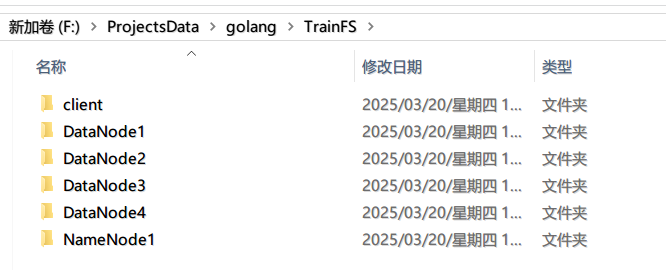 新加卷 (F:) > ProjectsData > golang > TrainFS >
名称 修改日期 类型
client 2025/03/20/星期四 1... 文件夹
DataNode1 2025/03/20/星期四 1... 文件夹
DataNode2 2025/03/20/星期四 1... 文件夹
DataNode3 2025/03/20/星期四 1... 文件夹
DataNode4 2025/03/20/星期四 1... 文件夹
NameNode1 2025/03/20/星期四 1... 文件夹